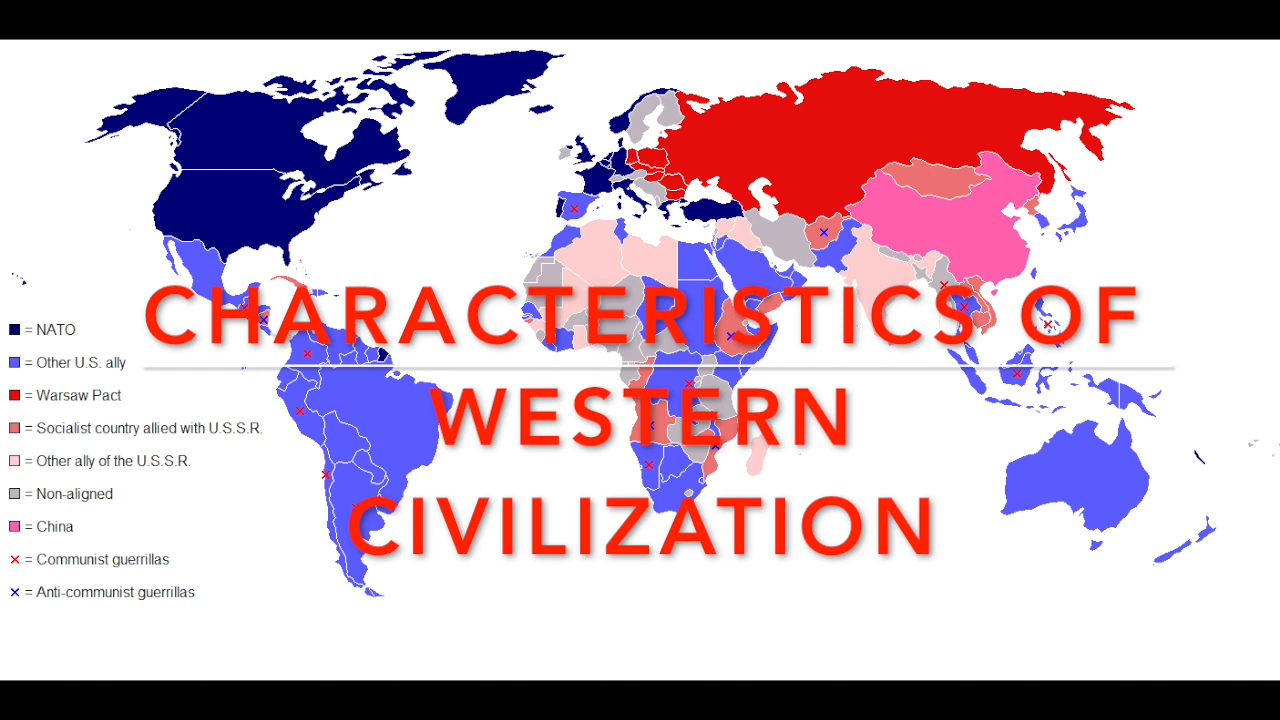 CHARACTERISTICS OF
WESTERN
CIVILIZATION
= NATO
= Other U.S. ally
= Warsaw Pact
= Socialist country allied with U.S.S.R.
= Other ally of the U.S.S.R.
= Non-aligned
= China
= Communist guerrillas
= Anti-communist guerrillas